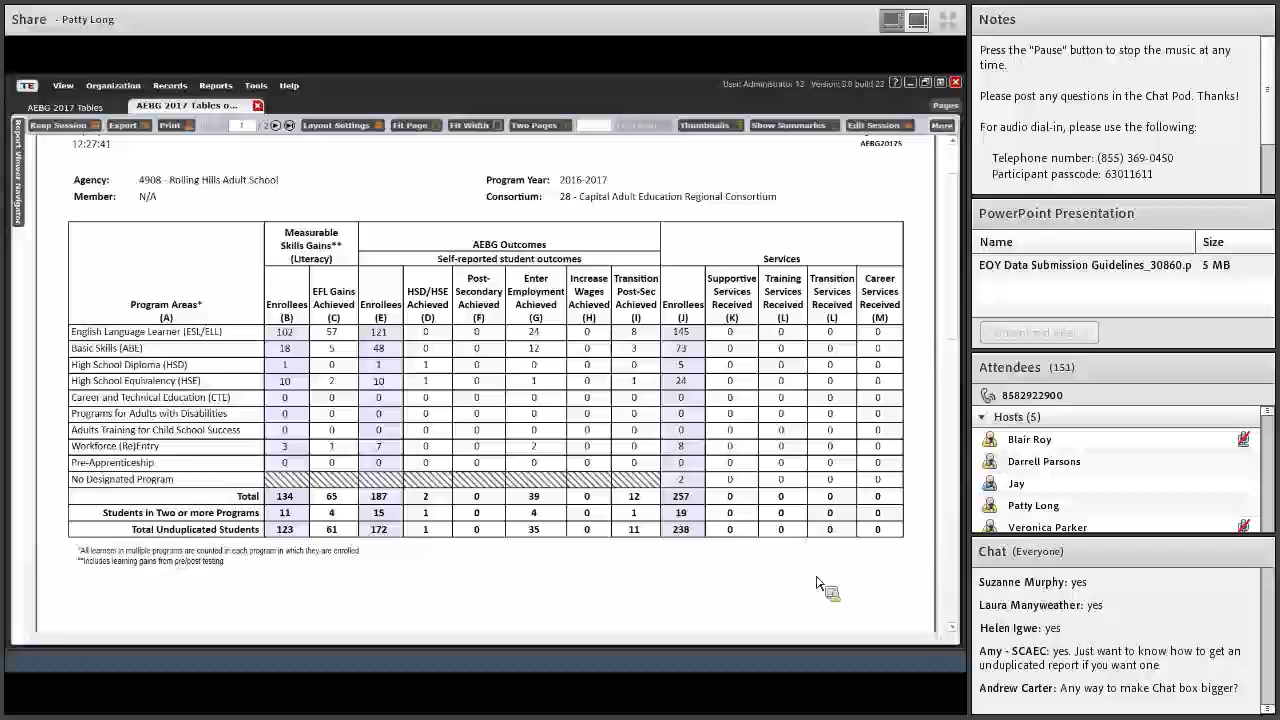 Share - Patty Long
TE View Organization Records Reports Tools Help
User: Administrator 12 Version: 3.0 build 22
AEBG 2017 Tables
AEBG 2017 Tables o...
Pages
Keep Session Export Print 1 / 2 Layout Settings Fit Page Fit Width Two Pages Thumbnails Show Summaries Edit Session More
Report Viewer Navigator
12:27:41
AEBG2017S
Agency: 4908 - Rolling Hills Adult School
Program Year: 2016-2017
Member: N/A
Consortium: 28 - Capital Adult Education Regional Consortium
Measurable Skills Gains** (Literacy)
AEBG Outcomes
Self-reported student outcomes
Services
Program Areas* (A) Enrollees (B) EFL Gains Achieved (C) Enrollees (E) HSD/HSE Achieved (D) Post-Secondary Achieved (F) Enter Employment Achieved (G) Increase Wages Achieved (H) Transition Post-Sec Achieved (I) Enrollees (J) Supportive Services Received (K) Training Services Received (L) Transition Services Received (L) Career Services Received (M)
English Language Learner (ESL/ELL) 102 57 121 0 0 24 0 8 145 0 0 0 0
Basic Skills (ABE) 18 5 48 0 0 12 0 3 73 0 0 0 0
High School Diploma (HSD) 1 0 1 1 0 0 0 0 5 0 0 0 0
High School Equivalency (HSE) 10 2 10 1 0 1 0 1 24 0 0 0 0
Career and Technical Education (CTE) 0 0 0 0 0 0 0 0 0 0 0 0 0
Programs for Adults with Disabilities 0 0 0 0 0 0 0 0 0 0 0 0 0
Adults Training for Child School Success 0 0 0 0 0 0 0 0 0 0 0 0 0
Workforce (Re)Entry 3 1 7 0 0 2 0 0 8 0 0 0 0
Pre-Apprenticeship 0 0 0 0 0 0 0 0 0 0 0 0 0
No Designated Program 2 0 0 0 0
Total 134 65 187 2 0 39 0 12 257 0 0 0 0
Students in Two or more Programs 11 4 15 1 0 4 0 1 19 0 0 0 0
Total Unduplicated Students 123 61 172 1 0 35 0 11 238 0 0 0 0
*All learners in multiple programs are counted in each program in which they are enrolled
**Includes learning gains from pre/post testing
Notes
Press the "Pause" button to stop the music at any
time.
Please post any questions in the Chat Pod. Thanks!
For audio dial-in, please use the following:
Telephone number: (855) 369-0450
Participant passcode: 63011611
PowerPoint Presentation
Name Size
EOY Data Submission Guidelines_30860.p 5 MB
Attendees (151)
8582922900
Hosts (5)
Blair Roy
Darrell Parsons
Jay
Patty Long
Veronica Parker
Chat (Everyone)
Suzanne Murphy: yes
Laura Manyweather: yes
Helen Igwe: yes
Any - SCAEC: yes. Just want to know how to get an
unduplicated report if you want one
Andrew Carter: Any way to make Chat box bigger?